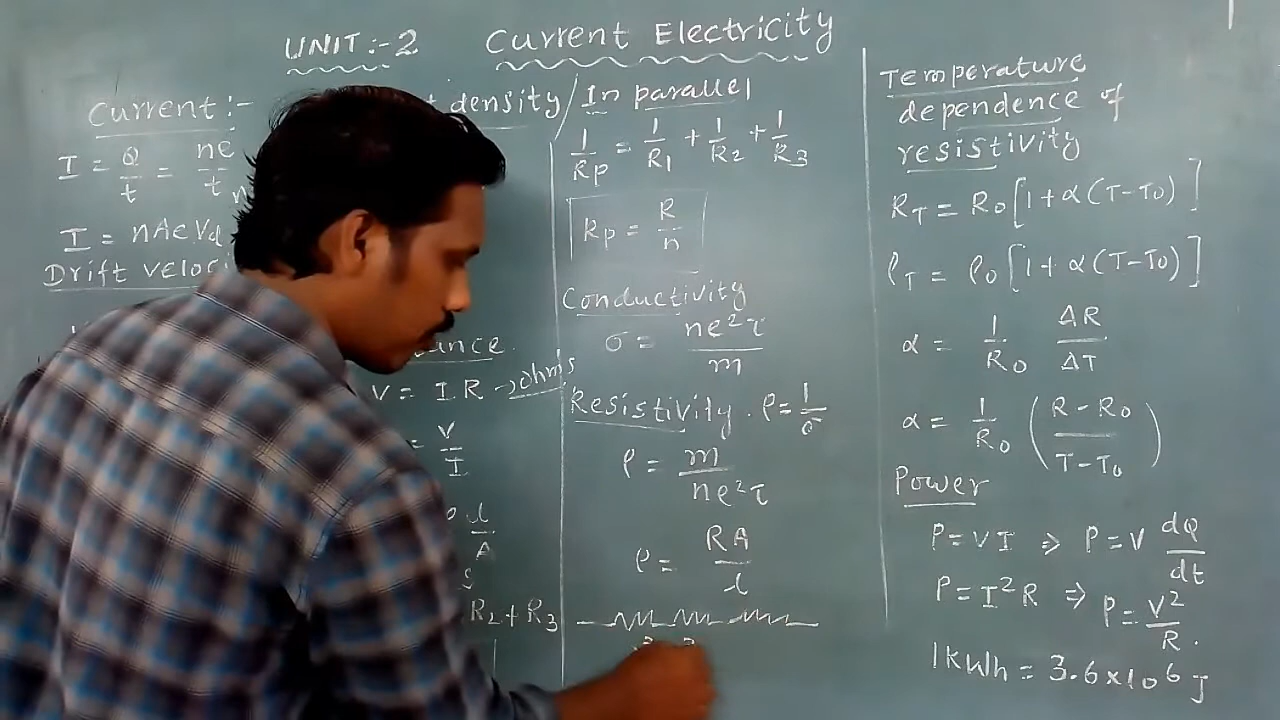 UNIT:-2 Current Electricity
Current:-
I = Q/t = ne/t
I = nAeVd
Drift
density
V = IR → ohms
= V/I
l/A
R2 + R3
In parallel
1/Rp = 1/R1 + 1/R2 + 1/R3
Rp = R/n
Conductivity
σ = ne²τ/m
Resistivity. ρ = 1/σ
ρ = m/ne²τ
ρ = RA/l
Temperature
dependence of
resistivity
RT = R0 [1 + α(T-T0)]
ρT = ρ0 [1 + α(T-T0)]
α = 1/R0 ΔR/ΔT
α = 1/R0 (R - R0/T - T0)
Power
P = VI ⇒ P = V dQ/dt
P = I²R ⇒ P = V²/R.
1kWh = 3.6×10⁶ J